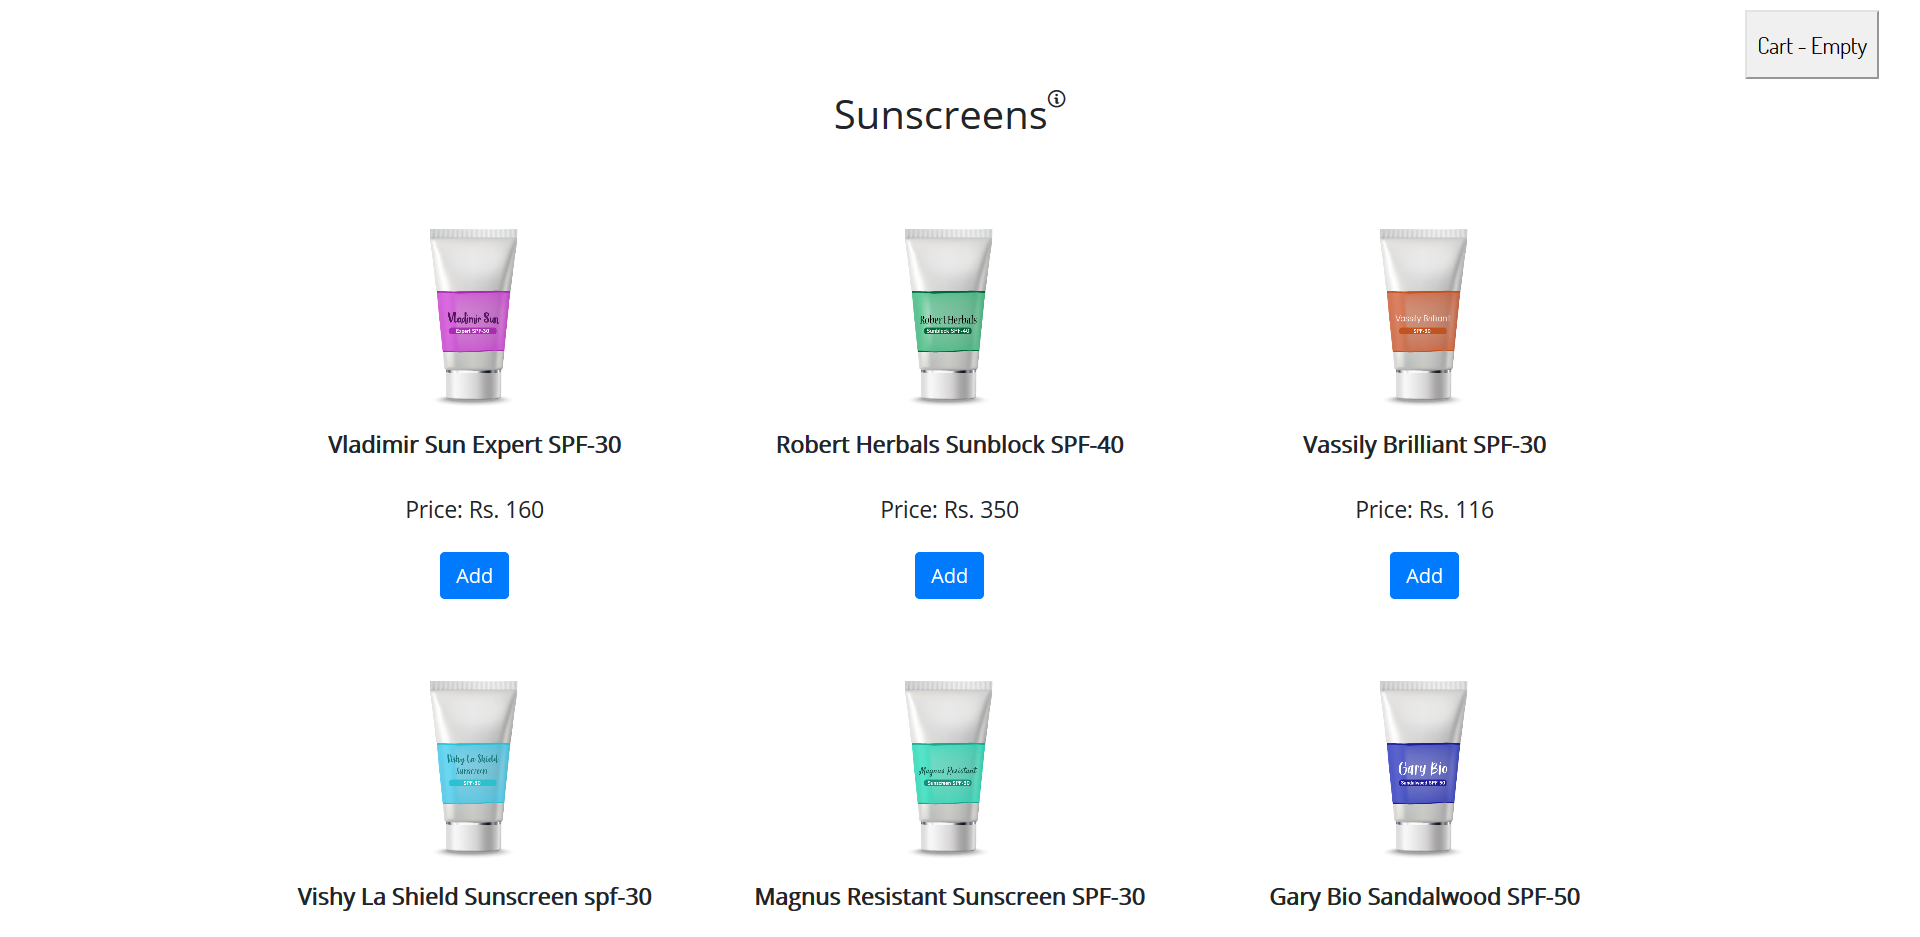 Cart - Empty
Sunscreens
Vladimir Sun
Expert SPF-30
Robert Herbals
Sunblock SPF-40
Vassily Briliant
SPF-30
Vladimir Sun Expert SPF-30
Robert Herbals Sunblock SPF-40
Vassily Brilliant SPF-30
Price: Rs. 160
Price: Rs. 350
Price: Rs. 116
Add
Add
Add
Vishy La Shield
Sunscreen
SPF-30
Magnus Resistant
Sunscreen SPF-30
Gary Bio
Sandalwood SPF-50
Vishy La Shield Sunscreen spf-30
Magnus Resistant Sunscreen SPF-30
Gary Bio Sandalwood SPF-50